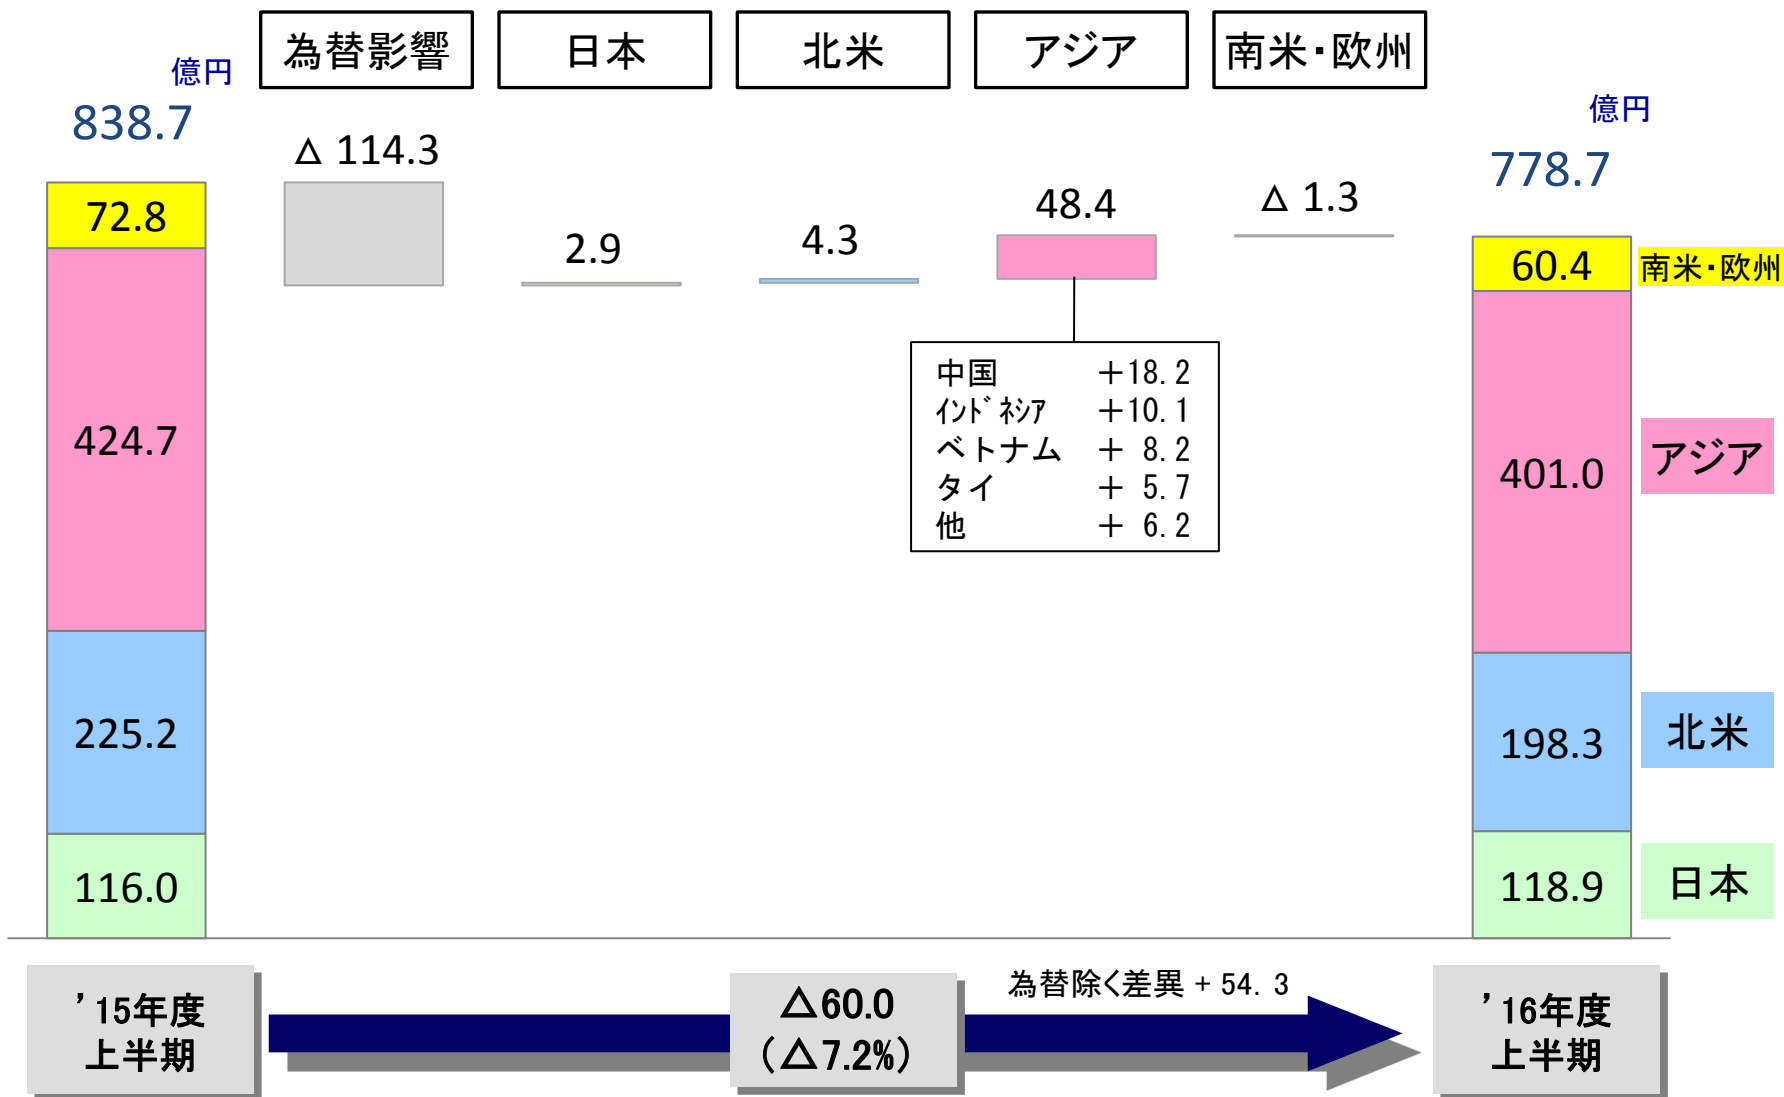 為替影響
日本
北米
アジア
南米・欧州
億円
838.7
億円
778.7
△ 114.3
2.9
4.3
48.4
△ 1.3
72.8
424.7
225.2
116.0
中国 +18.2
ｲﾝﾄﾞﾈｼｱ +10.1
ベトナム + 8.2
タイ + 5.7
他 + 6.2
60.4
南米・欧州
401.0
アジア
198.3
北米
118.9
日本
’15年度
上半期
△60.0
(△7.2%)
為替除く差異 + 54.3
’16年度
上半期